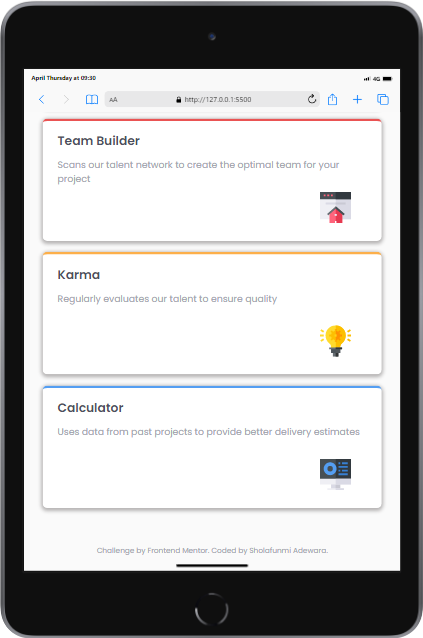 April Thursday at 09:30
4G
AA
http://127.0.0.1:5500
Team Builder
Scans our talent network to create the optimal team for your
project
Karma
Regularly evaluates our talent to ensure quality
Calculator
Uses data from past projects to provide better delivery estimates
Challenge by Frontend Mentor. Coded by Sholafunmi Adewara.